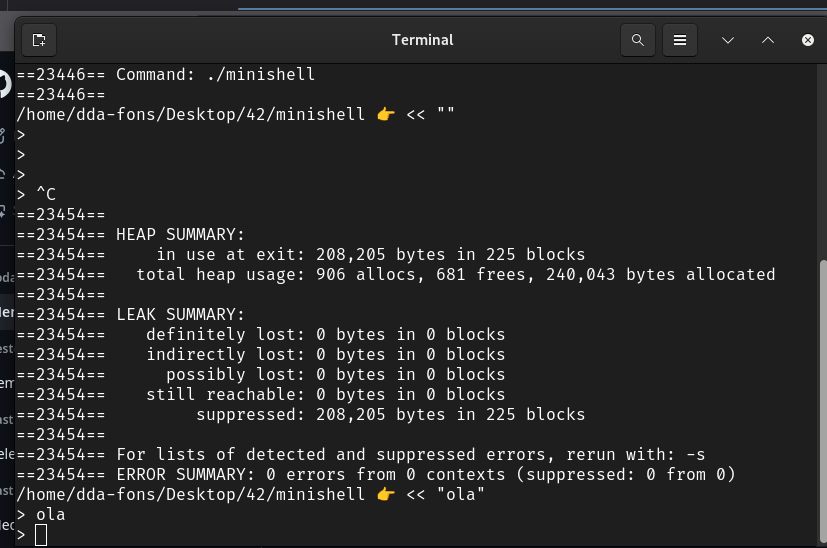 Terminal
==23446== Command: ./minishell
==23446==
/home/dda-fons/Desktop/42/minishell 👉 << ""
>
>
>
> ^C
==23454==
==23454== HEAP SUMMARY:
==23454==     in use at exit: 208,205 bytes in 225 blocks
==23454==   total heap usage: 906 allocs, 681 frees, 240,043 bytes allocated
==23454==
==23454== LEAK SUMMARY:
==23454==    definitely lost: 0 bytes in 0 blocks
==23454==    indirectly lost: 0 bytes in 0 blocks
==23454==      possibly lost: 0 bytes in 0 blocks
==23454==    still reachable: 0 bytes in 0 blocks
==23454==         suppressed: 208,205 bytes in 225 blocks
==23454==
==23454== For lists of detected and suppressed errors, rerun with: -s
==23454== ERROR SUMMARY: 0 errors from 0 contexts (suppressed: 0 from 0)
/home/dda-fons/Desktop/42/minishell 👉 << "ola"
> ola
>